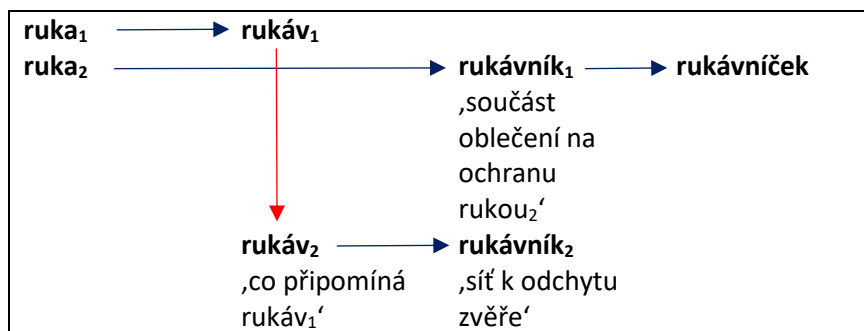 ruka₁ rukáv₁
ruka₂ rukávník₁ rukávníček
‚součást
oblečení na
ochranu
rukou₂‘
rukáv₂ rukávník₂
‚co připomíná ‚síť k odchytu
rukáv₁‘ zvěře‘